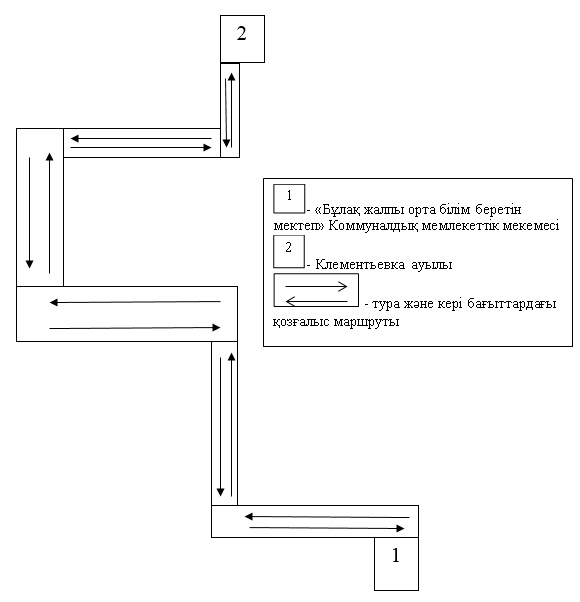 2
1
- «Бұлақ жалпы орта білім беретін
мектеп» Коммуналдық мемлекеттік мекемесі
2
- Клементьевка ауылы
- тура және кері бағыттардағы
қозғалыс маршруты
1